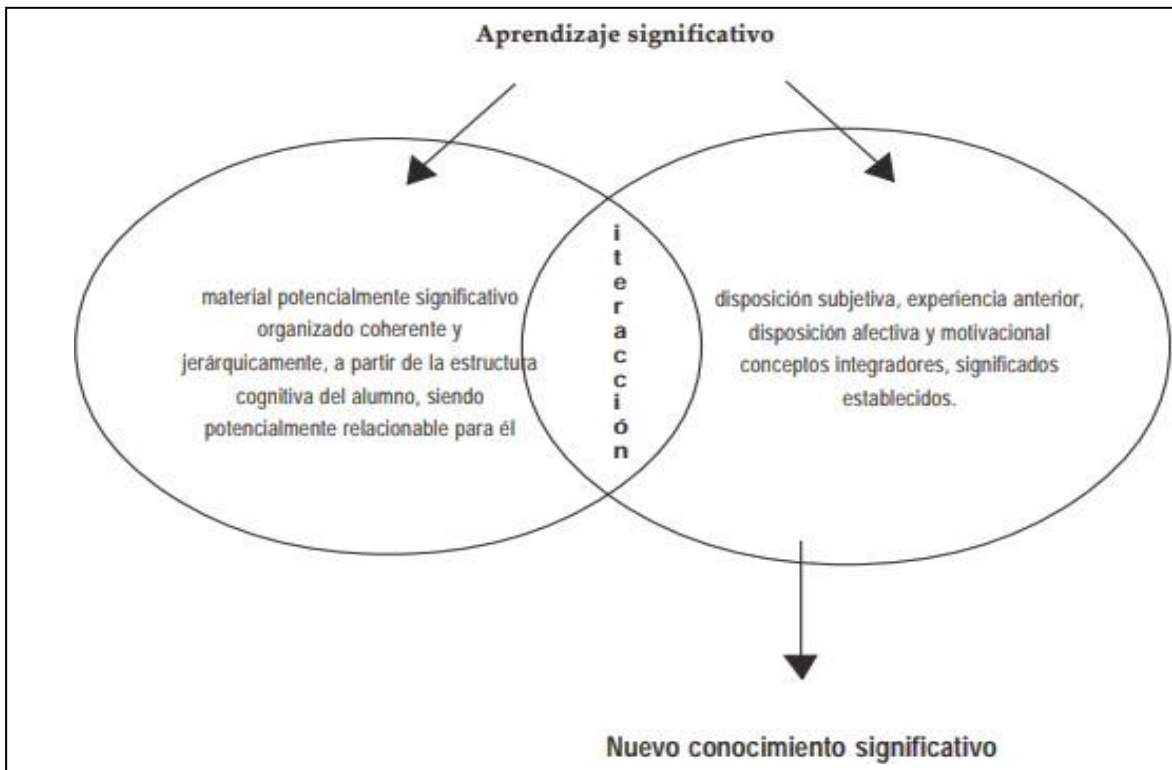 Aprendizaje significativo
material potencialmente significativo
organizado coherente y
jerárquicamente, a partir de la estructura
cognitiva del alumno, siendo
potencialmente relacionable para él
iteracción
disposición subjetiva, experiencia anterior,
disposición afectiva y motivacional
conceptos integradores, significados
establecidos.
Nuevo conocimiento significativo